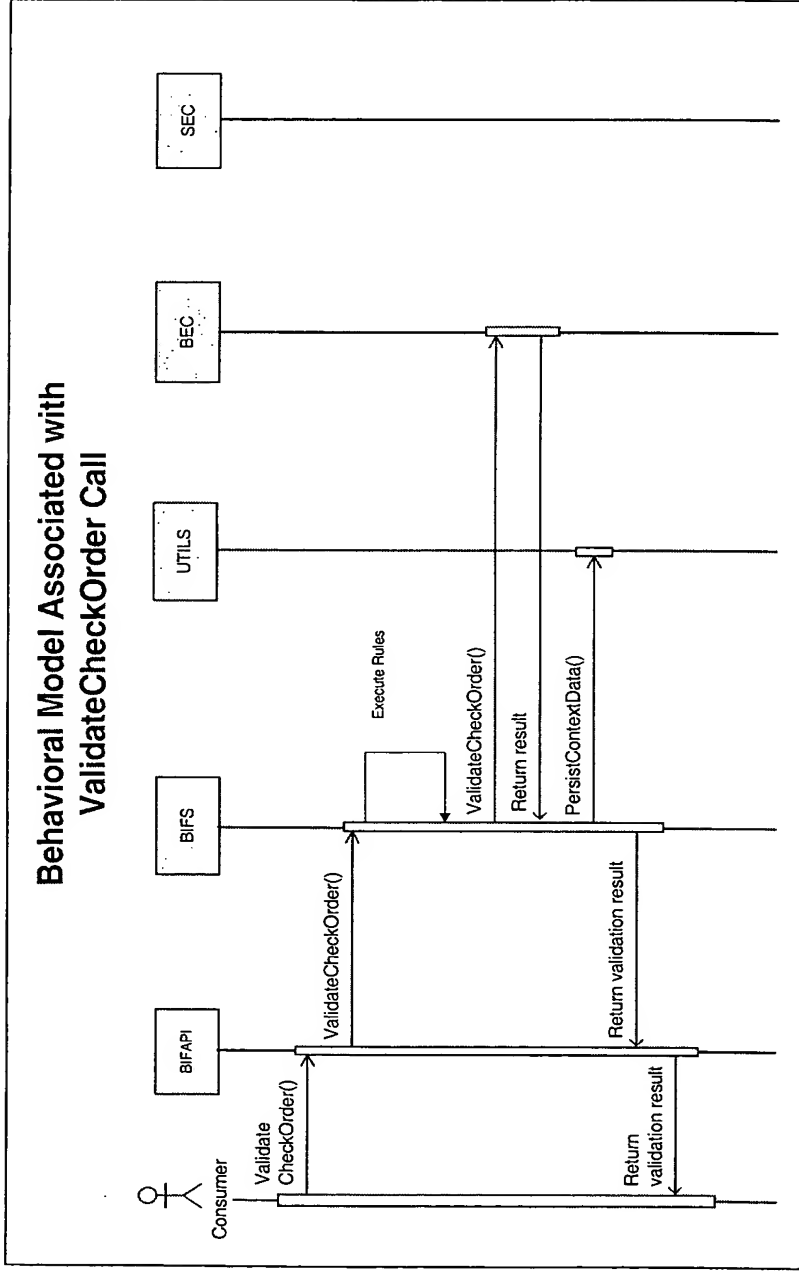 Behavioral Model Associated with
ValidateCheckOrder Call
Consumer
BIFAPI
BIFS
UTILS
BEC
SEC
Validate
CheckOrder()
ValidateCheckOrder()
Execute Rules
ValidateCheckOrder()
Return result
PersistContextData()
Return validation result
Return
validation result